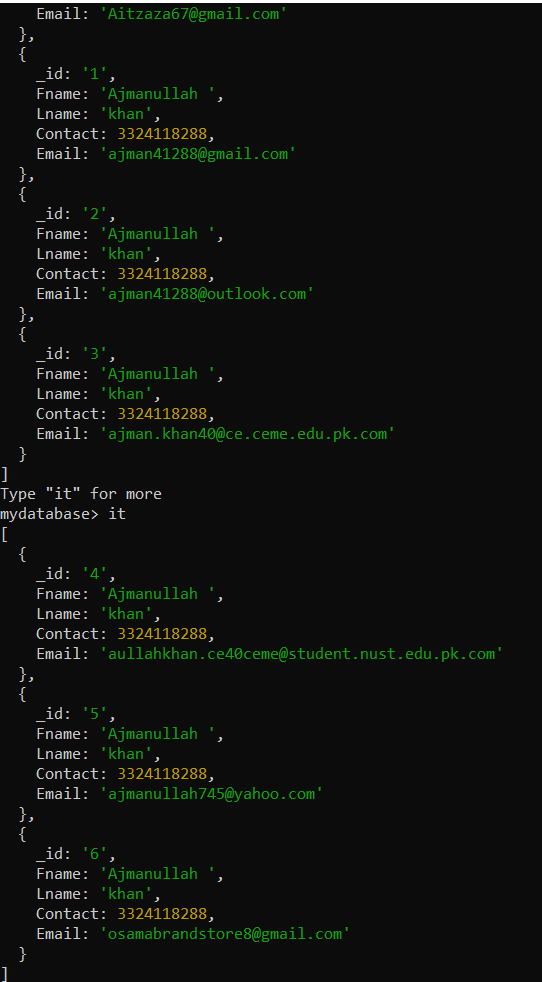 Email: 'Aitzaza67@gmail.com'
  },
  {
    _id: '1',
    Fname: 'Ajmanullah ',
    Lname: 'khan',
    Contact: 3324118288,
    Email: 'ajman41288@gmail.com'
  },
  {
    _id: '2',
    Fname: 'Ajmanullah ',
    Lname: 'khan',
    Contact: 3324118288,
    Email: 'ajman41288@outlook.com'
  },
  {
    _id: '3',
    Fname: 'Ajmanullah ',
    Lname: 'khan',
    Contact: 3324118288,
    Email: 'ajman.khan40@ce.ceme.edu.pk.com'
  }
]
Type "it" for more
mydatabase> it
[
  {
    _id: '4',
    Fname: 'Ajmanullah ',
    Lname: 'khan',
    Contact: 3324118288,
    Email: 'aullahkhan.ce40ceme@student.nust.edu.pk.com'
  },
  {
    _id: '5',
    Fname: 'Ajmanullah ',
    Lname: 'khan',
    Contact: 3324118288,
    Email: 'ajmanullah745@yahoo.com'
  },
  {
    _id: '6',
    Fname: 'Ajmanullah ',
    Lname: 'khan',
    Contact: 3324118288,
    Email: 'osamabrandstore8@gmail.com'
  }
]